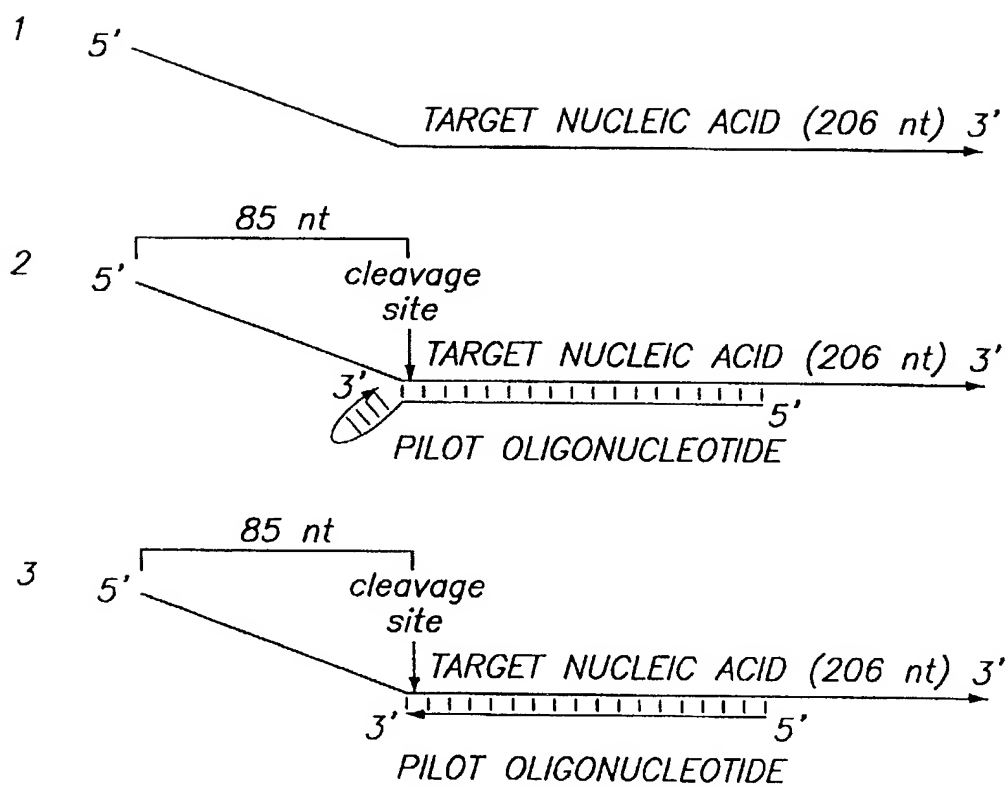 1
5'
TARGET NUCLEIC ACID (206 nt) 3'
2
85 nt
5'
cleavage
site
TARGET NUCLEIC ACID (206 nt) 3'
3'
5'
PILOT OLIGONUCLEOTIDE
3
85 nt
5'
cleavage
site
TARGET NUCLEIC ACID (206 nt) 3'
3'
5'
PILOT OLIGONUCLEOTIDE